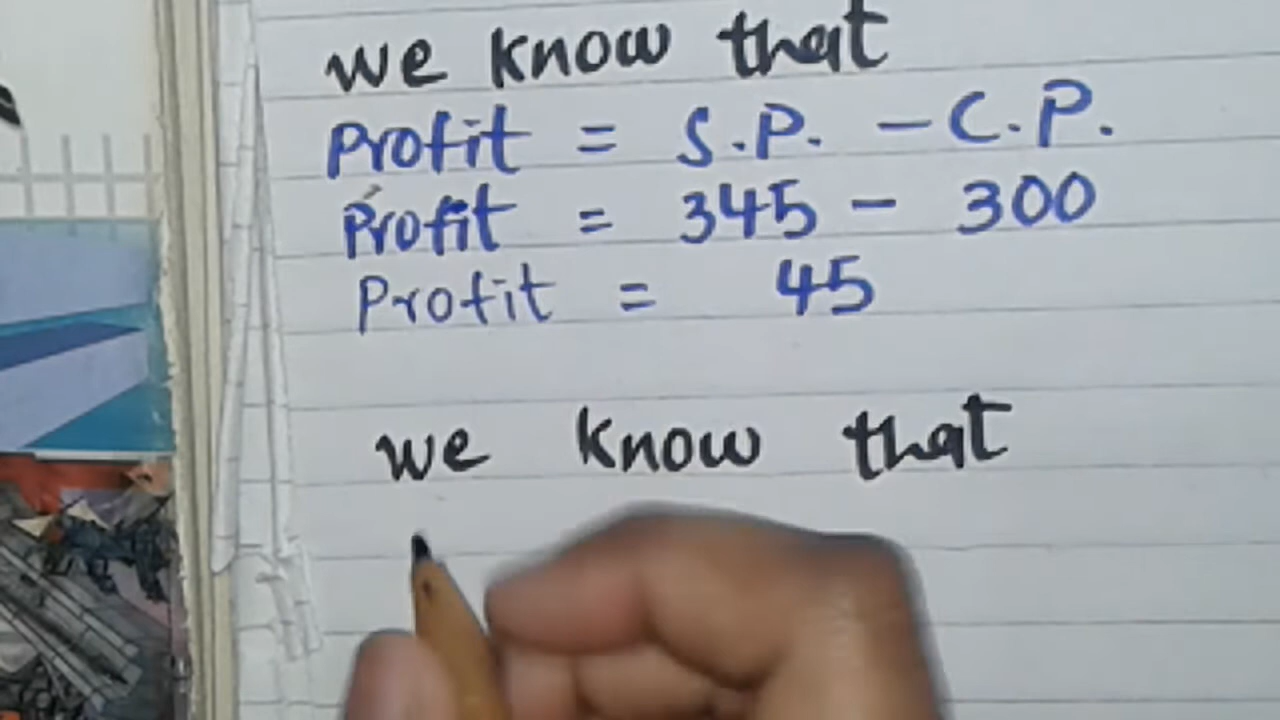 we know that
Profit = S.P. - C.P.
Profit = 345 - 300
Profit = 45
we know that